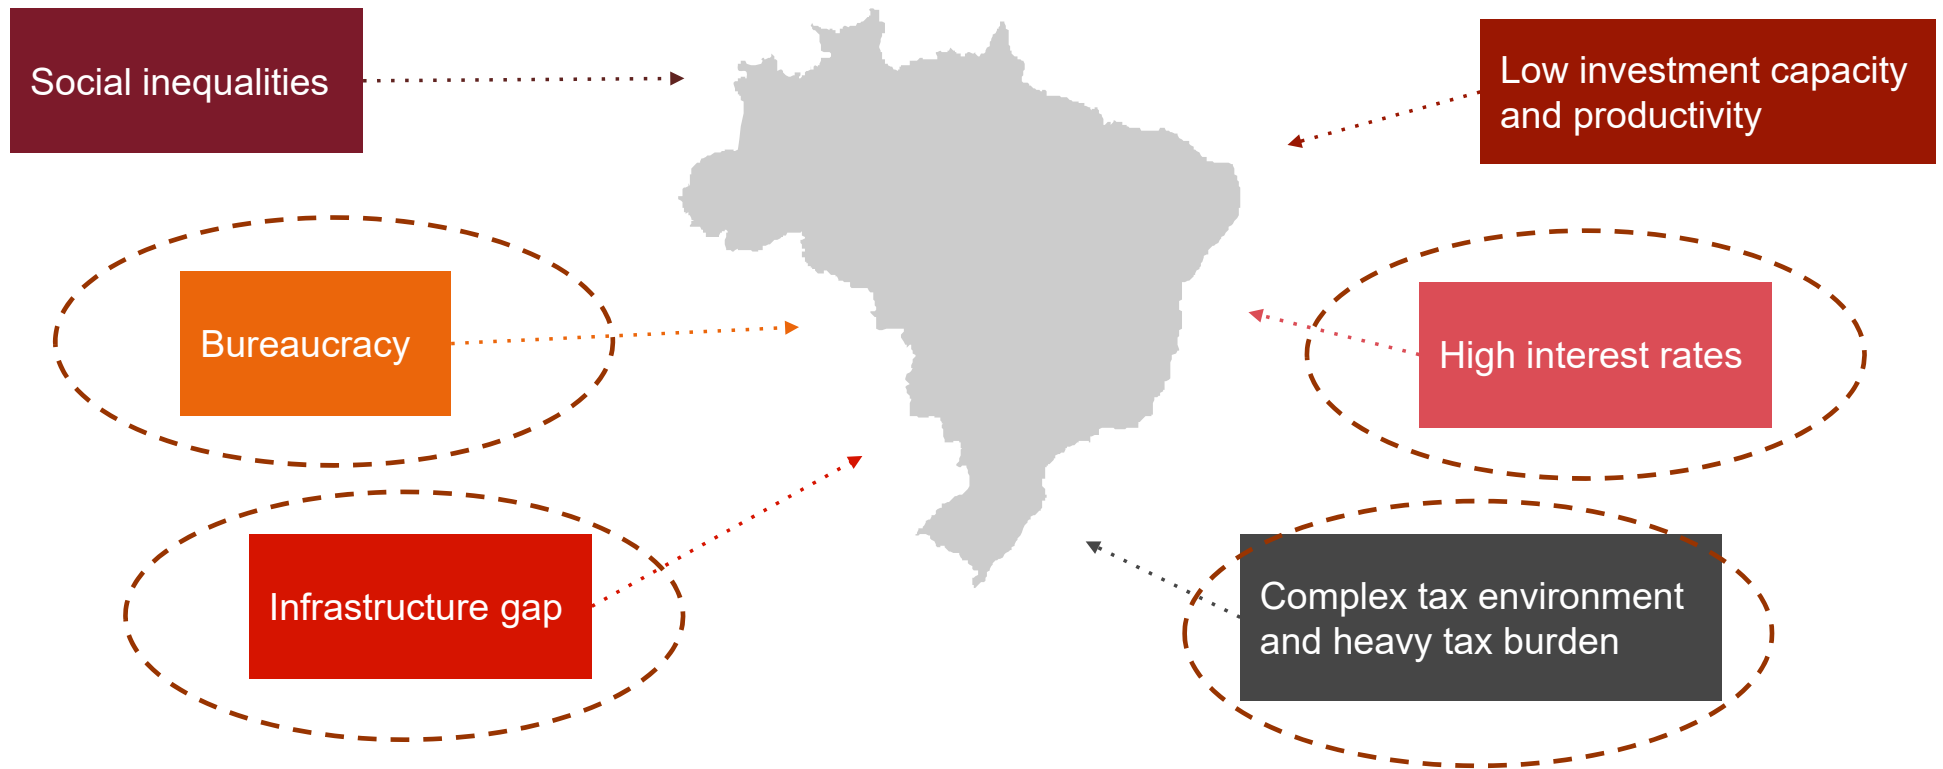 Social inequalities
Low investment capacity
and productivity
Bureaucracy
High interest rates
Infrastructure gap
Complex tax environment
and heavy tax burden